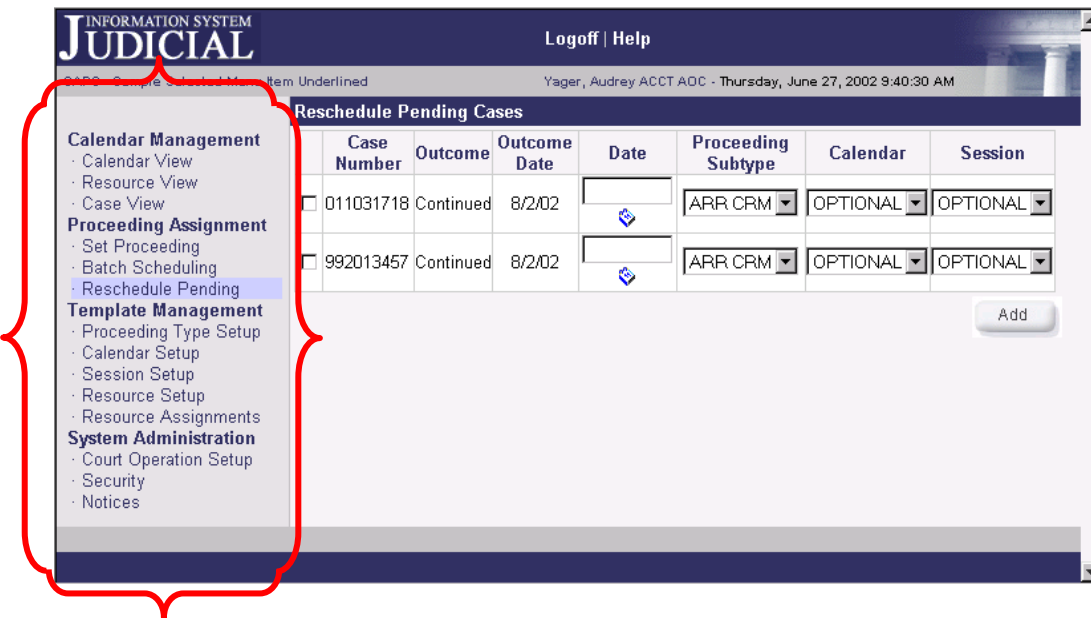 INFORMATION SYSTEM
JUDICIAL
Logoff | Help
Sample Selected Menu Item Underlined
Yager, Audrey ACCT AOC - Thursday, June 27, 2002 9:40:30 AM
Reschedule Pending Cases
Calendar Management
· Calendar View
· Resource View
· Case View
Proceeding Assignment
· Set Proceeding
· Batch Scheduling
· Reschedule Pending
Template Management
· Proceeding Type Setup
· Calendar Setup
· Session Setup
· Resource Setup
· Resource Assignments
System Administration
· Court Operation Setup
· Security
· Notices
Case Number Outcome Outcome Date Date Proceeding Subtype Calendar Session
011031718 Continued 8/2/02 ARR CRM OPTIONAL OPTIONAL
992013457 Continued 8/2/02 ARR CRM OPTIONAL OPTIONAL
Add